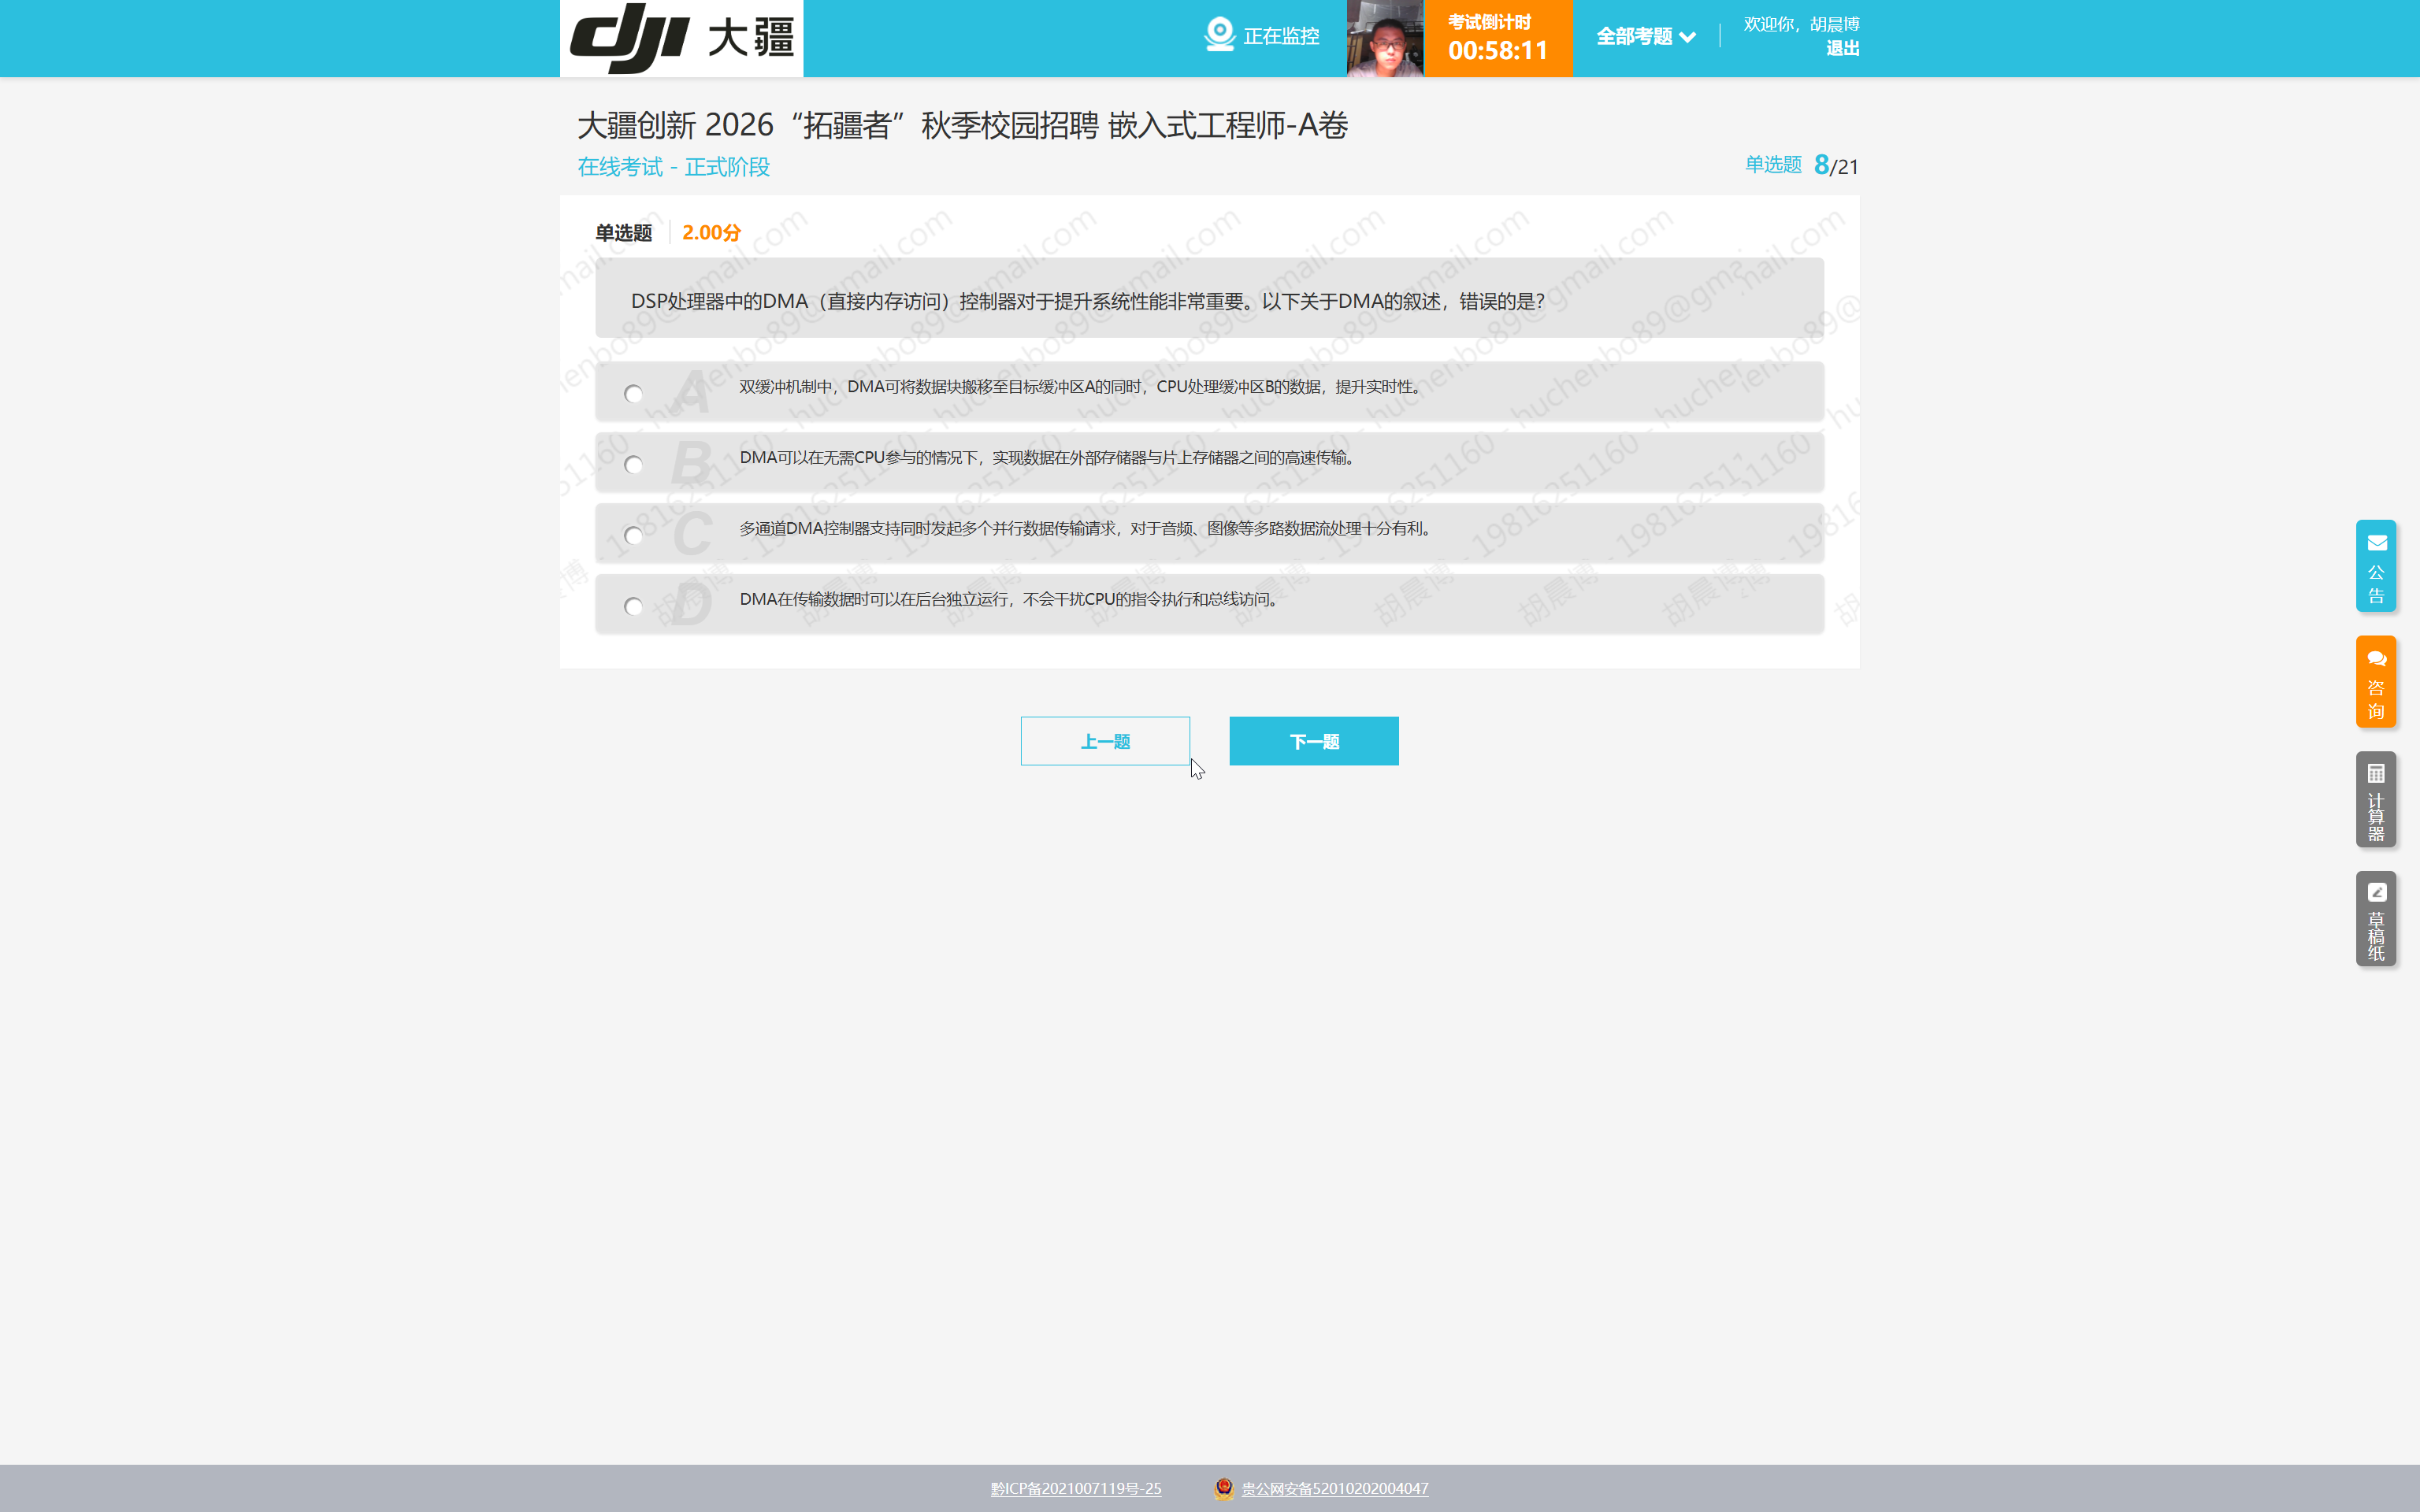 dji 大疆
正在监控
考试倒计时
00:58:11
全部考题
欢迎你，胡晨博
退出
大疆创新 2026“拓疆者”秋季校园招聘 嵌入式工程师-A卷
在线考试 - 正式阶段
单选题 8/21
单选题 2.00分
DSP处理器中的DMA（直接内存访问）控制器对于提升系统性能非常重要。以下关于DMA的叙述，错误的是？
A 双缓冲机制中，DMA可将数据块搬移至目标缓冲区A的同时，CPU处理缓冲区B的数据，提升实时性。
B DMA可以在无需CPU参与的情况下，实现数据在外部存储器与片上存储器之间的高速传输。
C 多通道DMA控制器支持同时发起多个并行数据传输请求，对于音频、图像等多路数据流处理十分有利。
D DMA在传输数据时可以在后台独立运行，不会干扰CPU的指令执行和总线访问。
胡晨博 - 19816251160 - huchenbo89@gmail.com
上一题
下一题
公告
咨询
计算器
草稿纸
黔ICP备2021007119号-25
贵公网安备52010202004047